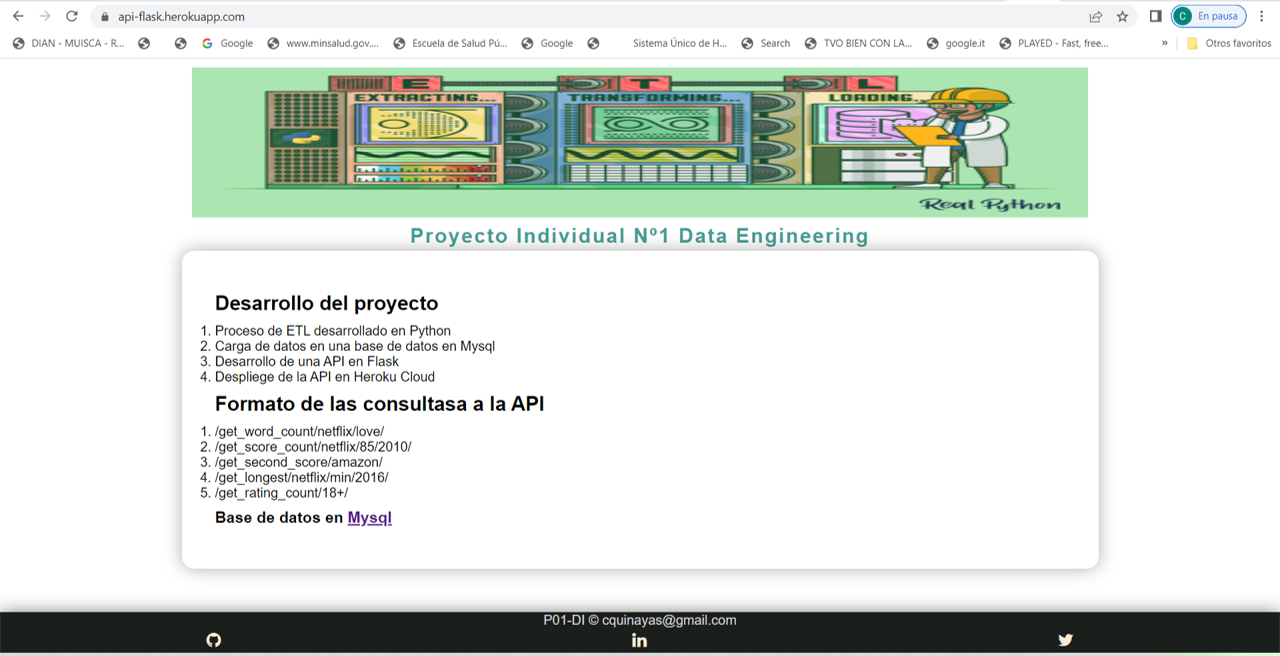 api-flask.herokuapp.com
C En pausa
DIAN - MUISCA - R...
Google
www.minsalud.gov....
Escuela de Salud Pú...
Google
Sistema Único de H...
Search
TVO BIEN CON LA...
google.it
PLAYED - Fast, free...
»
Otros favoritos
E T L
EXTRACTING... TRANSFORMING... LOADING...
Real Python
Proyecto Individual Nº1 Data Engineering
Desarrollo del proyecto
1. Proceso de ETL desarrollado en Python
2. Carga de datos en una base de datos en Mysql
3. Desarrollo de una API en Flask
4. Despliege de la API en Heroku Cloud
Formato de las consultasa a la API
1. /get_word_count/netflix/love/
2. /get_score_count/netflix/85/2010/
3. /get_second_score/amazon/
4. /get_longest/netflix/min/2016/
5. /get_rating_count/18+/
Base de datos en Mysql
P01-DI © cquinayas@gmail.com
in